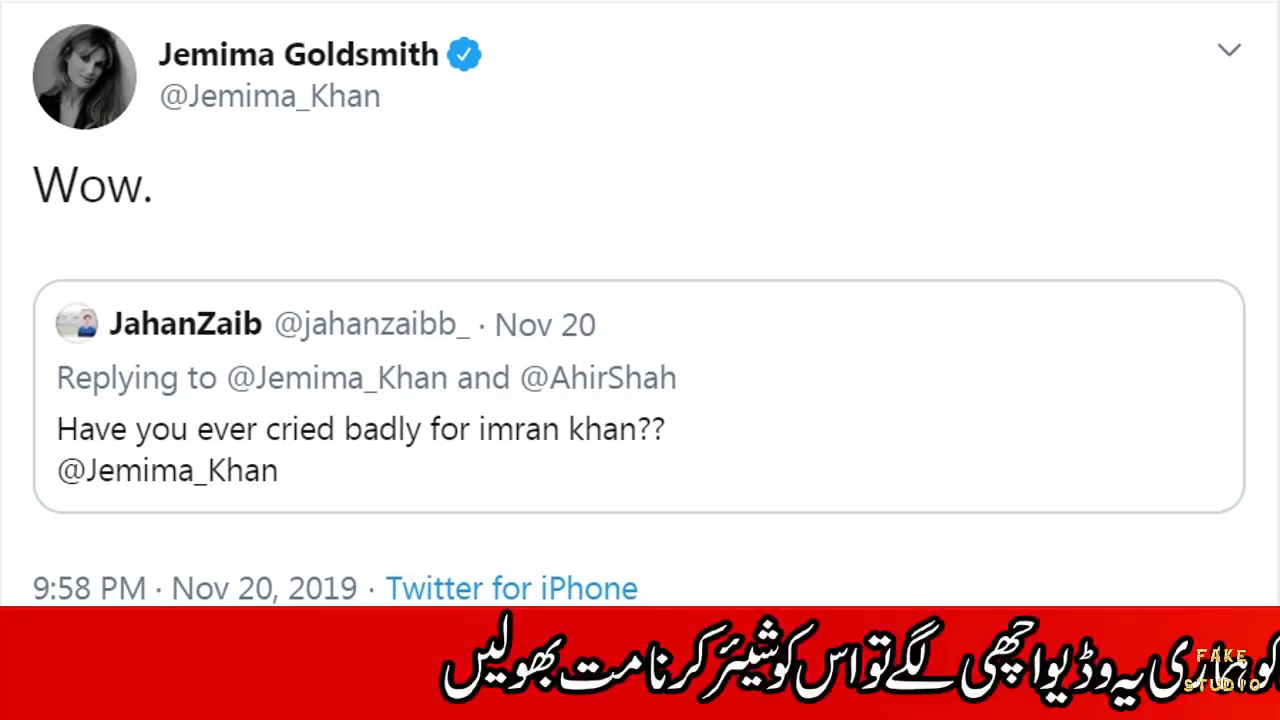 Jemima Goldsmith
@Jemima_Khan
Wow.
JahanZaib @jahanzaibb_ · Nov 20
Replying to @Jemima_Khan and @AhirShah
Have you ever cried badly for imran khan??
@Jemima_Khan
9:58 PM · Nov 20, 2019 · Twitter for iPhone
کو ہماری یہ وڈیو اچھی لگے تو اس کو شیئر کرنا مت بھولیں
FAKE
STUDIO